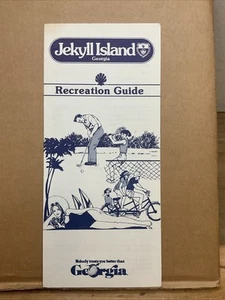 Jekyll Island
Georgia
Recreation Guide
Nobody treats you better than
Georgia